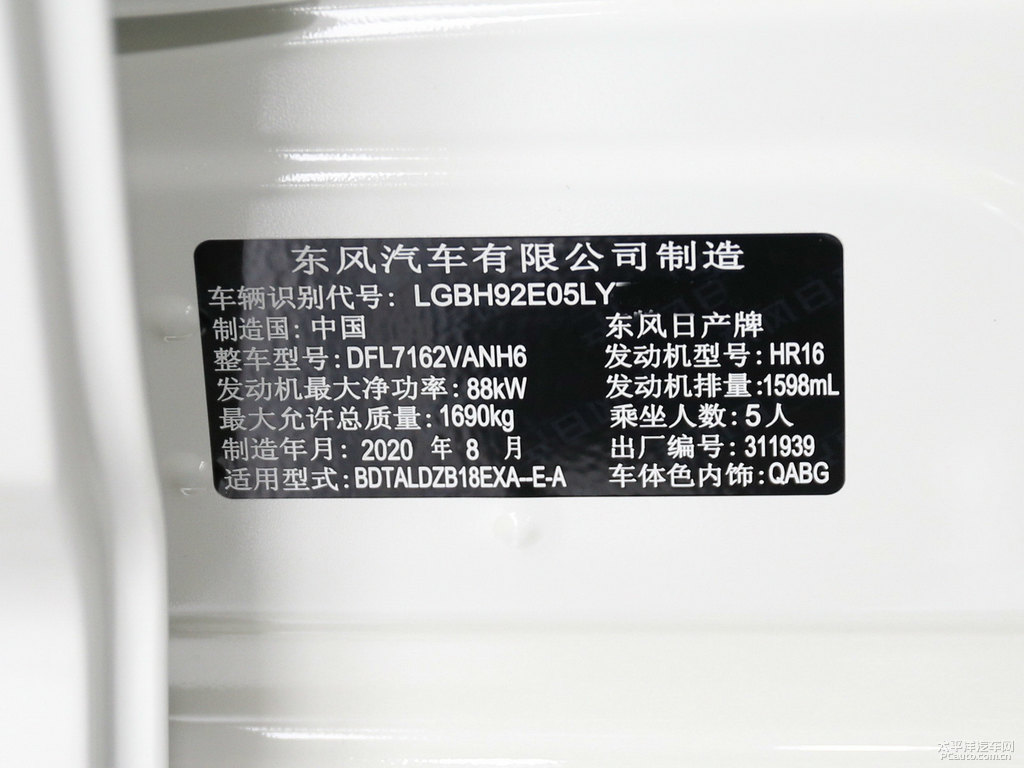 东风汽车有限公司制造
车辆识别代号: LGBH92E05LY
制造国: 中国 东风日产牌
整车型号: DFL7162VANH6 发动机型号: HR16
发动机最大净功率: 88kW 发动机排量: 1598mL
最大允许总质量: 1690kg 乘坐人数: 5人
制造年月: 2020 年 8 月 出厂编号: 311939
适用型式: BDTALDZB18EXA--E-A 车体色内饰: QABG
太平洋汽车网
PCauto.com.cn